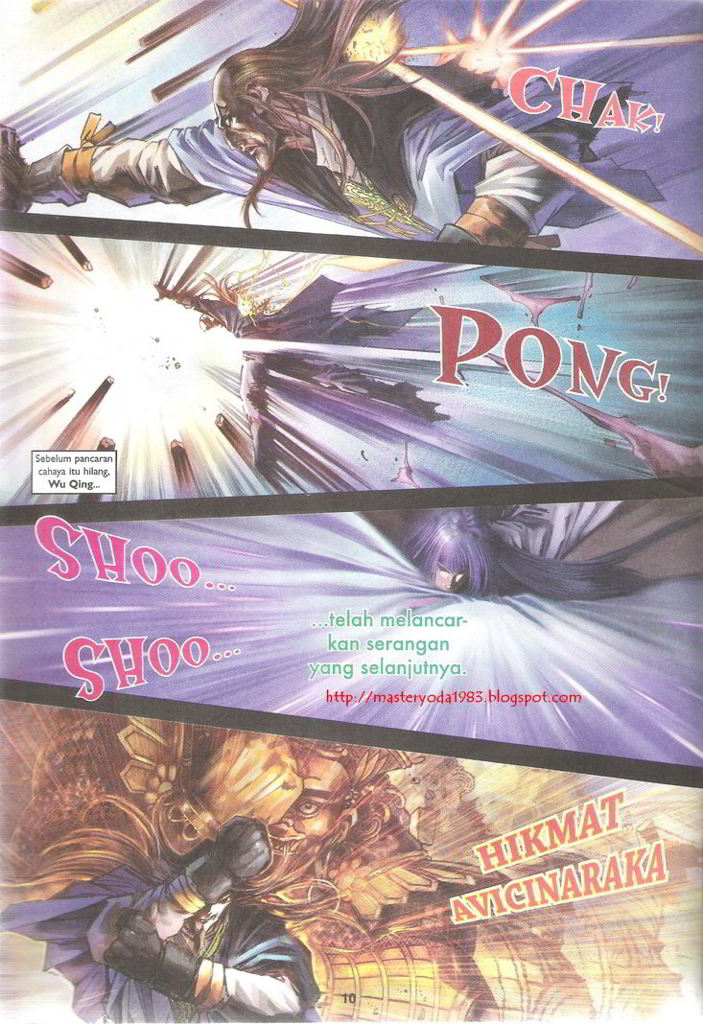 CHAK!
PONG!
Sebelum pancaran
cahaya itu hilang,
Wu Qing...
SHOO...
SHOO...
...telah melancar-
kan serangan
yang selanjutnya.
http://masteryoda1983.blogspot.com
HIKMAT
AVICINARAKA
10